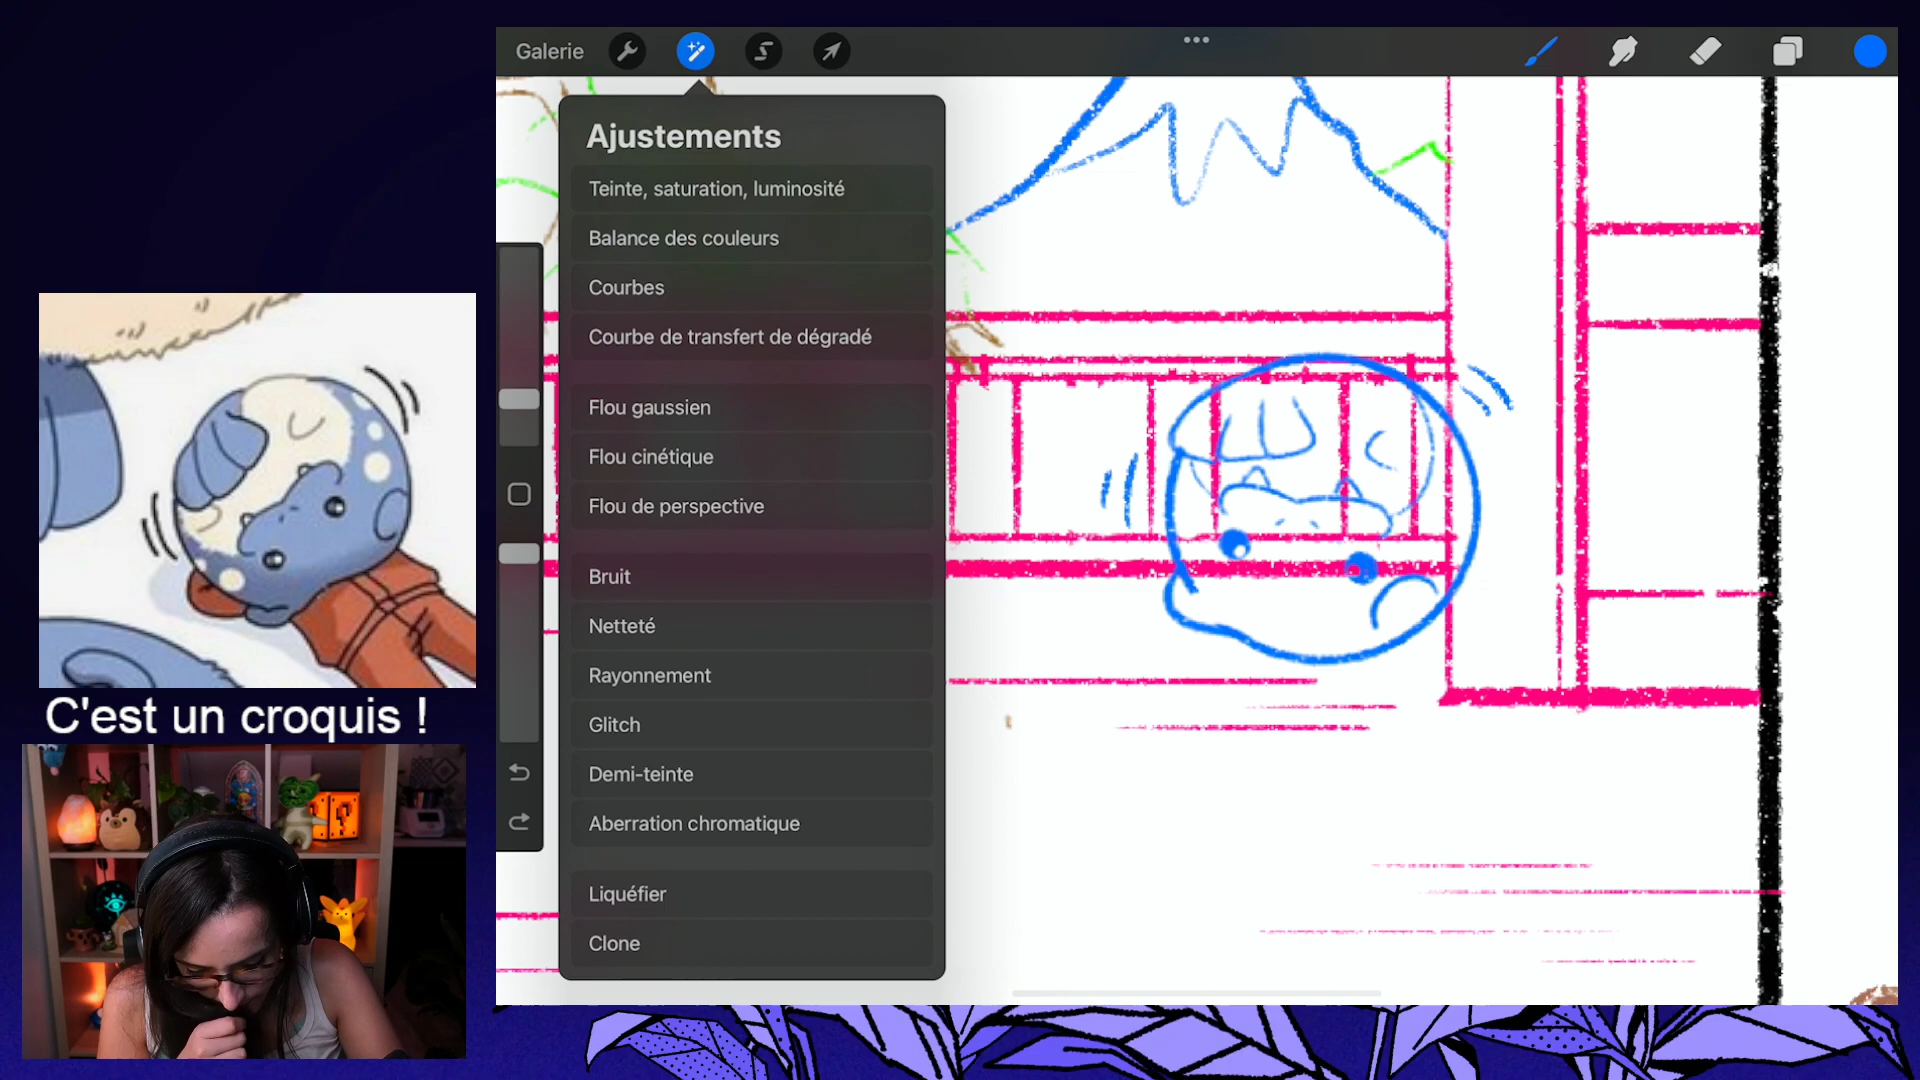 Galerie
Ajustements
Teinte, saturation, luminosité
Balance des couleurs
Courbes
Courbe de transfert de dégradé
Flou gaussien
Flou cinétique
Flou de perspective
Bruit
Netteté
Rayonnement
Glitch
Demi-teinte
Aberration chromatique
Liquéfier
Clone
C'est un croquis !